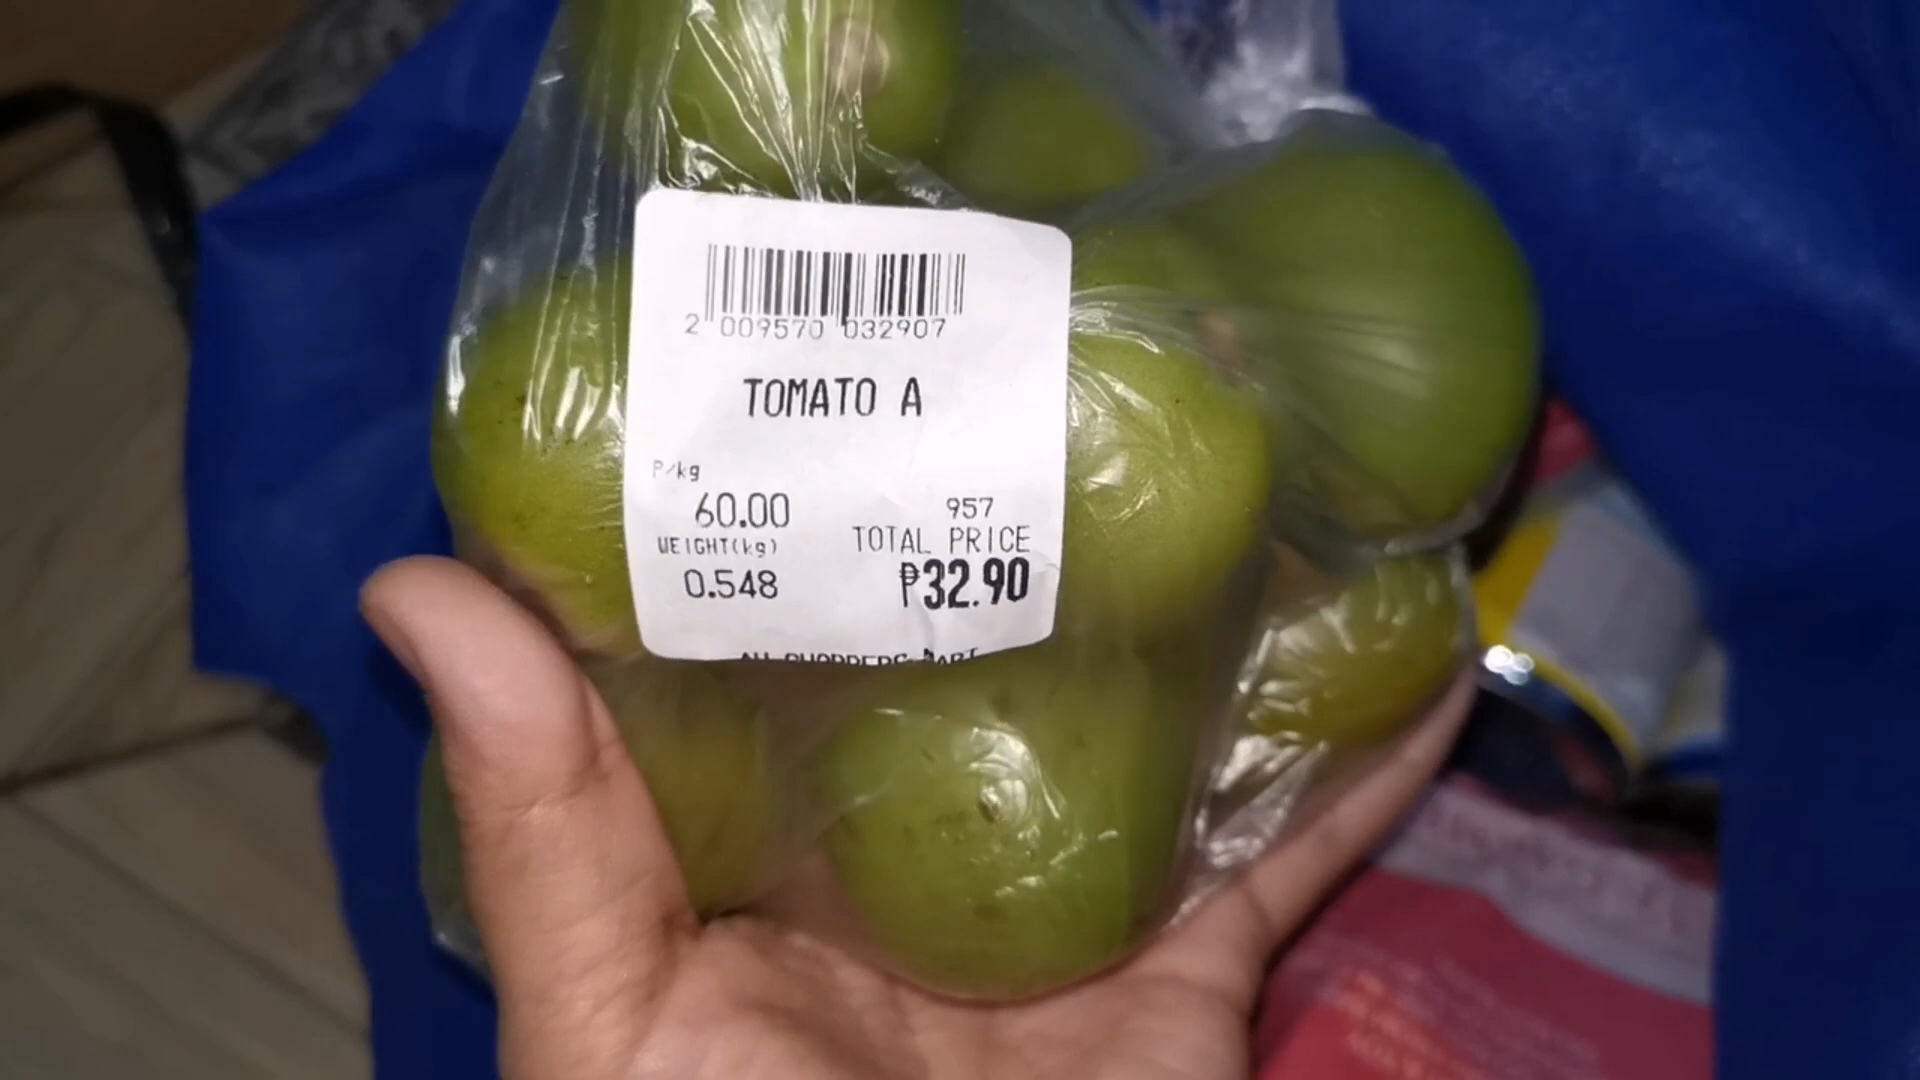 2 009570 032907
TOMATO A
P/kg
60.00
957
WEIGHT(kg)
TOTAL PRICE
0.548
₱32.90